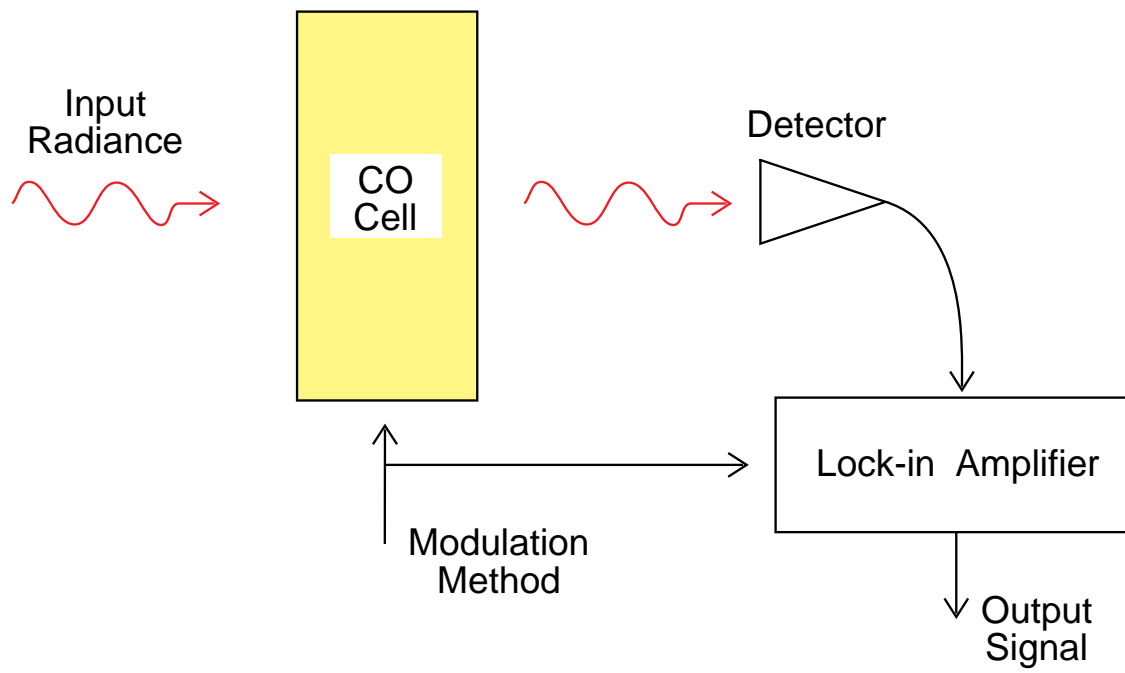 Input
Radiance
CO
Cell
Detector
Lock-in Amplifier
Modulation
Method
Output
Signal